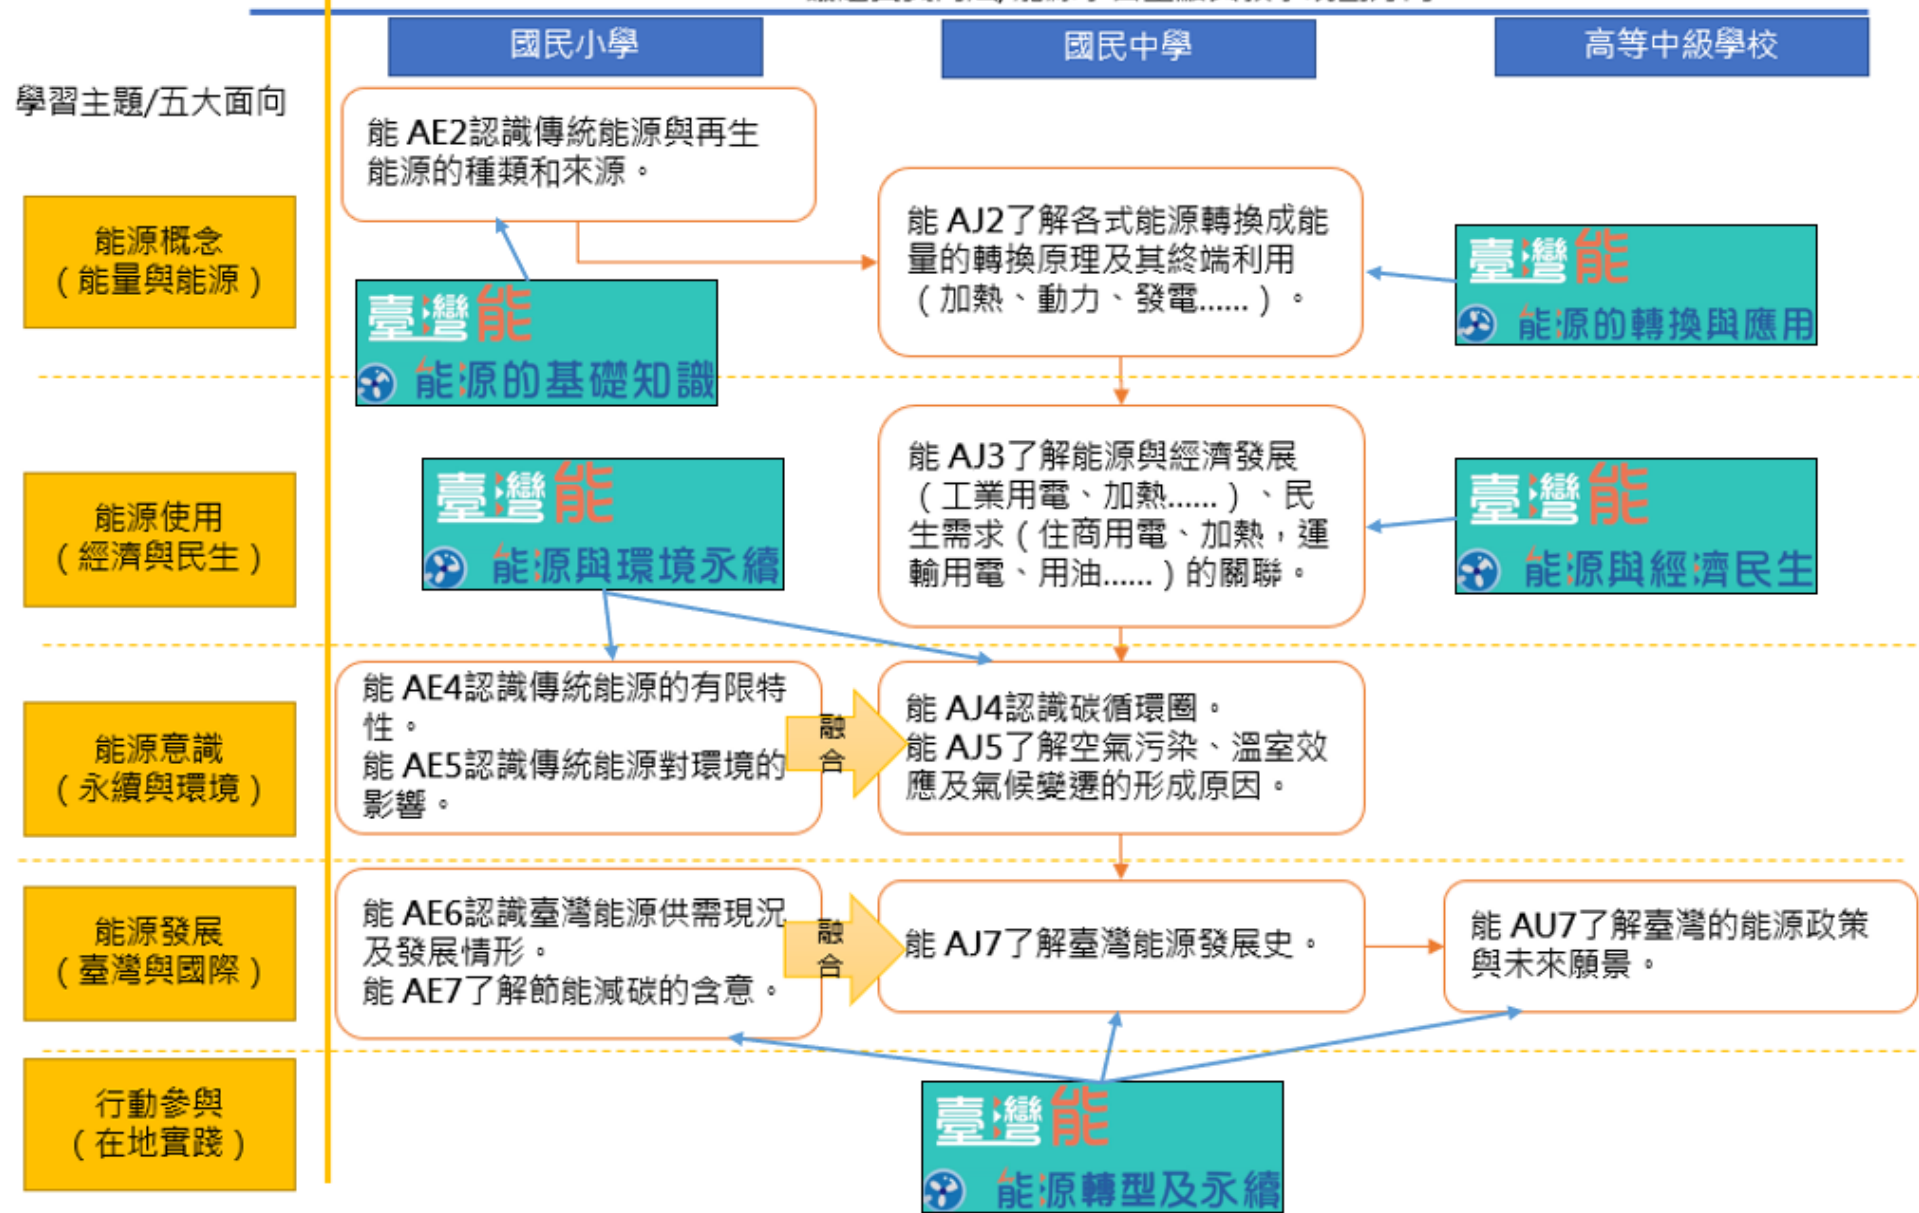 國民小學
國民中學
高等中級學校
學習主題/五大面向
能源概念
（能量與能源）
能 AE2認識傳統能源與再生
能源的種類和來源。
臺灣能
能源的基礎知識
能 AJ2了解各式能源轉換成能
量的轉換原理及其終端利用
（加熱、動力、發電......）。
臺灣能
能源的轉換與應用
能源使用
（經濟與民生）
臺灣能
能源與環境永續
能 AJ3了解能源與經濟發展
（工業用電、加熱......）、民
生需求（住商用電、加熱，運
輸用電、用油......）的關聯。
臺灣能
能源與經濟民生
能源意識
（永續與環境）
能 AE4認識傳統能源的有限特
性。
能 AE5認識傳統能源對環境的
影響。
融
合
能 AJ4認識碳循環圈。
能 AJ5了解空氣污染、溫室效
應及氣候變遷的形成原因。
能源發展
（臺灣與國際）
能 AE6認識臺灣能源供需現況
及發展情形。
能 AE7了解節能減碳的含意。
融
合
能 AJ7了解臺灣能源發展史。
能 AU7了解臺灣的能源政策
與未來願景。
行動參與
（在地實踐）
臺灣能
能源轉型及永續